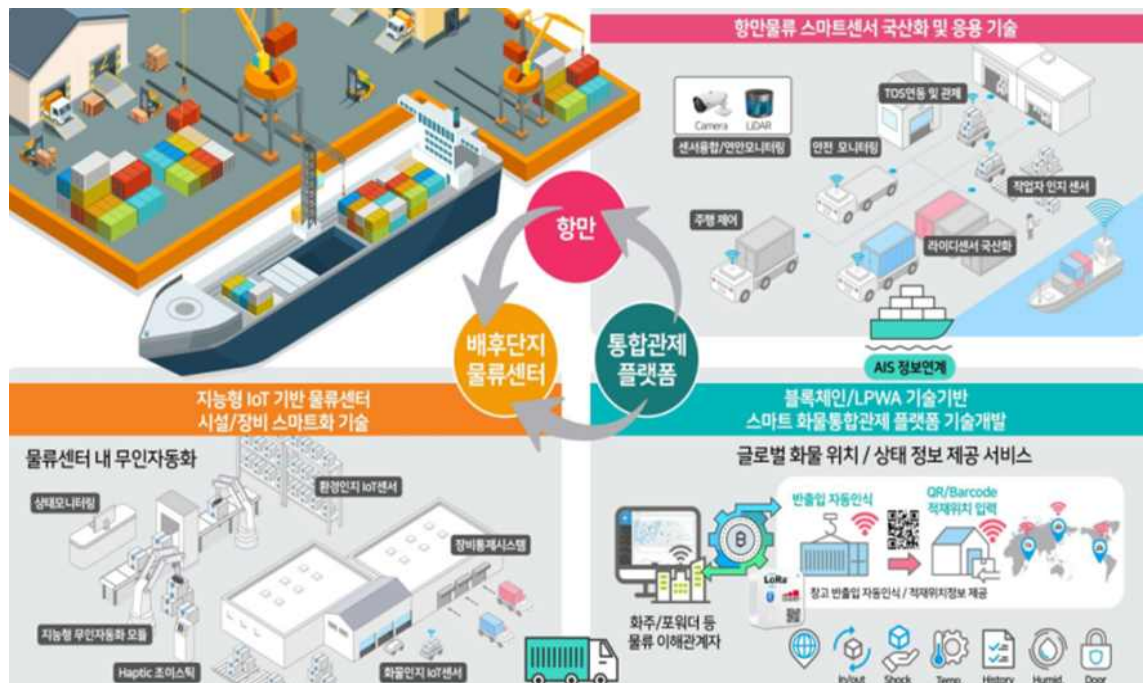 항만물류 스마트센서 국산화 및 응용 기술
Camera
LiDAR
센서융합/연안모니터링
TOS연동 및 관제
안전 모니터링
작업자 인지 센서
주행 제어
라이다센서 국산화
항만
배후단지
물류센터
통합관제
플랫폼
AIS 정보연계
지능형 IoT 기반 물류센터
시설/장비 스마트화 기술
물류센터 내 무인자동화
상태모니터링
환경인지 IoT센서
장비통제시스템
지능형 무인자동화 모듈
Haptic 조이스틱
화물인지 IoT센서
블록체인/LPWA 기술기반
스마트 화물통합관제 플랫폼 기술개발
글로벌 화물 위치 / 상태 정보 제공 서비스
반출입 자동인식
QR/Barcode
적재위치 입력
LoRa
창고 반출입 자동인식 / 적재위치정보 제공
화주/포워더 등
물류 이해관계자
In/out
Shock
Temp.
History
Humid.
Door